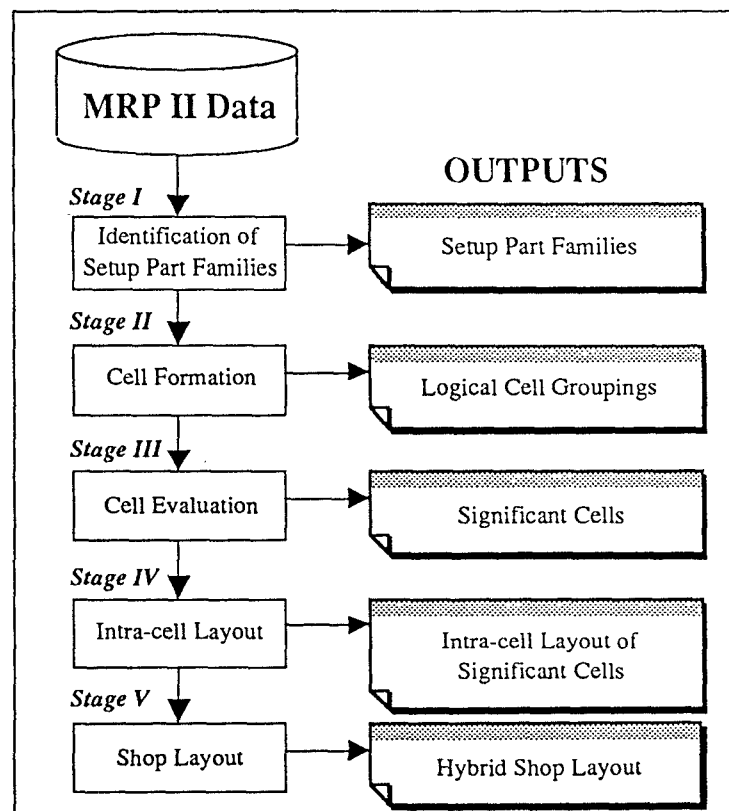 MRP II Data
OUTPUTS
Stage I
Identification of
Setup Part Families
Setup Part Families
Stage II
Cell Formation
Logical Cell Groupings
Stage III
Cell Evaluation
Significant Cells
Stage IV
Intra-cell Layout
Intra-cell Layout of
Significant Cells
Stage V
Shop Layout
Hybrid Shop Layout